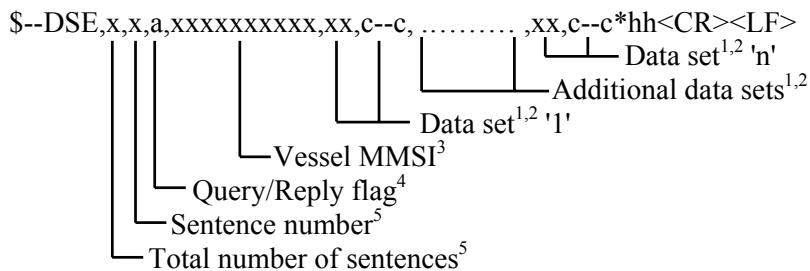 $--DSE,x,x,a,xxxxxxxxxx,xx,c--c, .......... ,xx,c--c*hh<CR><LF>
Data set1,2 'n'
Additional data sets1,2
Data set1,2 '1'
Vessel MMSI3
Query/Reply flag4
Sentence number5
Total number of sentences5